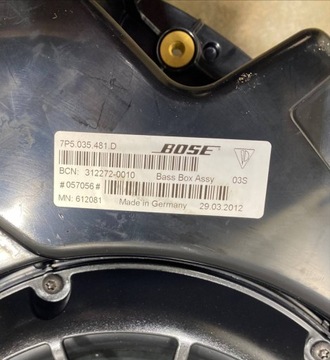 7P5.035.481.D BOSE
BCN: 312272-0010 Bass Box Assy 03S
#057056#
MN: 612081 Made in Germany 29.03.2012